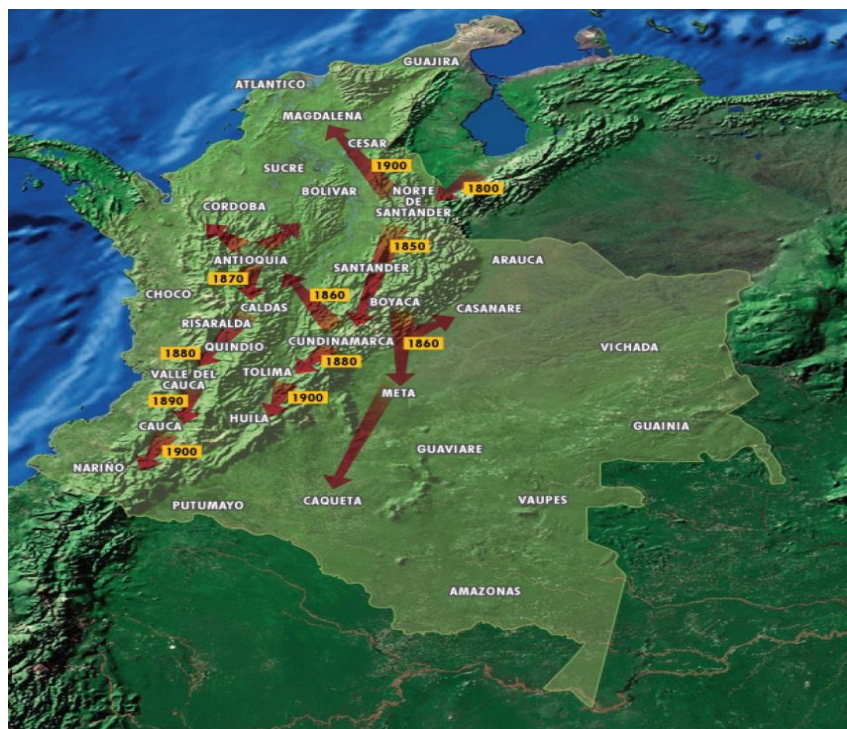 GUAJIRA
ATLANTICO
MAGDALENA
CESAR
1900
SUCRE
1800
BOLIVAR
NORTE
DE
SANTANDER
CORDOBA
1850
ANTIOQUIA
ARAUCA
SANTANDER
1870
CHOCO
1860
BOYACA
CALDAS
CASANARE
RISARALDA
CUNDINAMARCA
1860
QUINDIO
VICHADA
1880
1880
TOLIMA
VALLE DEL
CAUCA
META
1890
1900
HUILA
CAUCA
GUAINIA
1900
GUAVIARE
NARIÑO
CAQUETA
VAUPES
PUTUMAYO
AMAZONAS